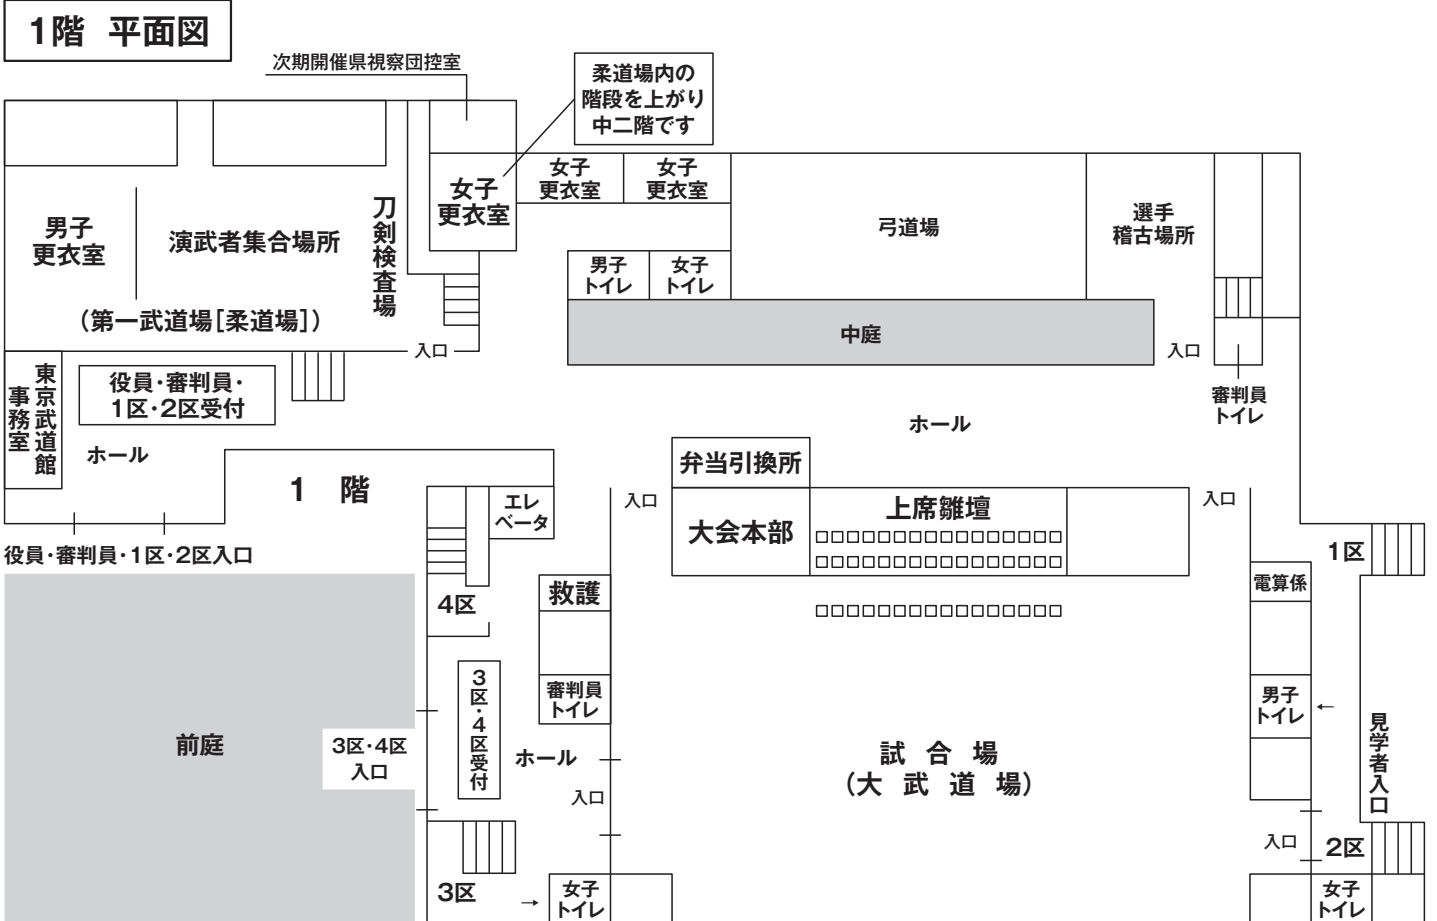 1階 平面図
次期開催県視察団控室
柔道場内の
階段を上がり
中二階です
女子
更衣室
女子
更衣室
女子
更衣室
男子
更衣室
演武者集合場所
刀剣検査場
(第一武道場[柔道場])
弓道場
選手
稽古場所
男子
トイレ
女子
トイレ
中庭
入口
入口
東京武道館
事務室
役員・審判員・
1区・2区受付
審判員
トイレ
ホール
ホール
1 階
弁当引換所
エレ
ベータ
入口
大会本部
上席雛壇
入口
役員・審判員・1区・2区入口
1区
電算係
救護
4区
3区・4区受付
審判員
トイレ
男子
トイレ
←
見学者入口
前庭
3区・4区
入口
ホール
入口
試 合 場
(大 武 道 場)
入口
2区
3区
→
女子
トイレ
女子
トイレ